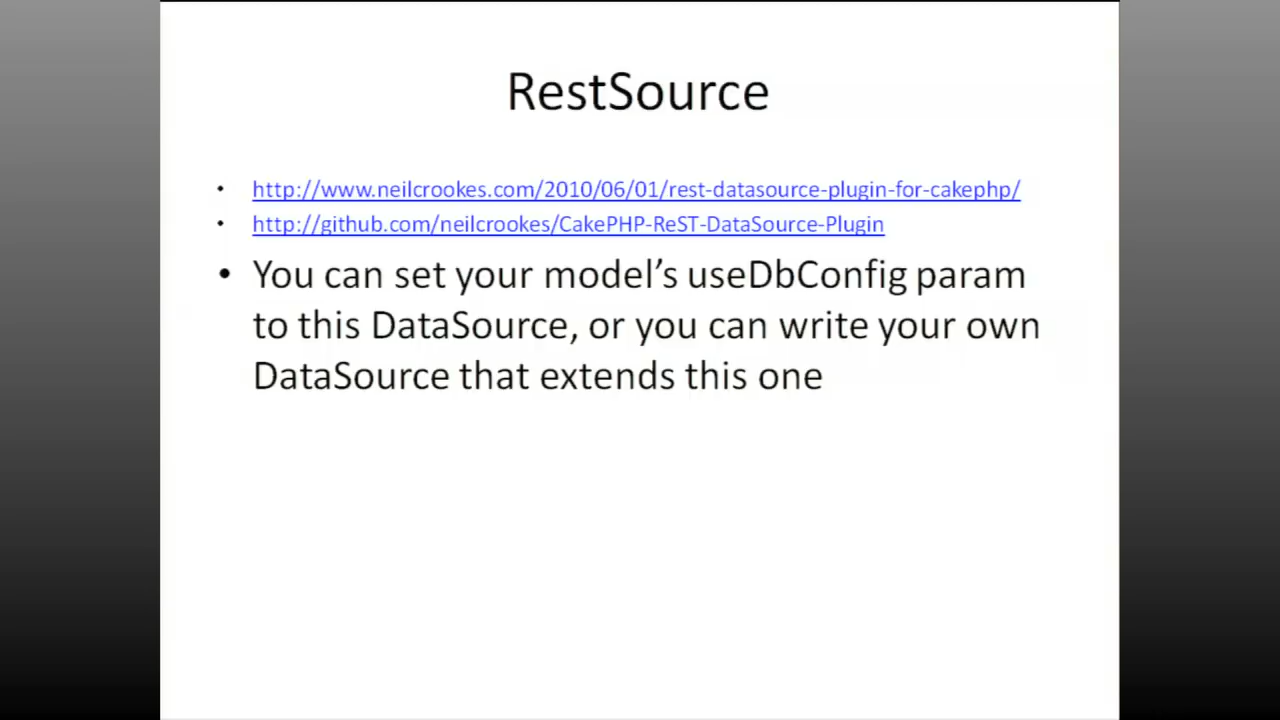 RestSource
• http://www.neilcrookes.com/2010/06/01/rest-datasource-plugin-for-cakephp/
• http://github.com/neilcrookes/CakePHP-ReST-DataSource-Plugin
• You can set your model’s useDbConfig param
to this DataSource, or you can write your own
DataSource that extends this one